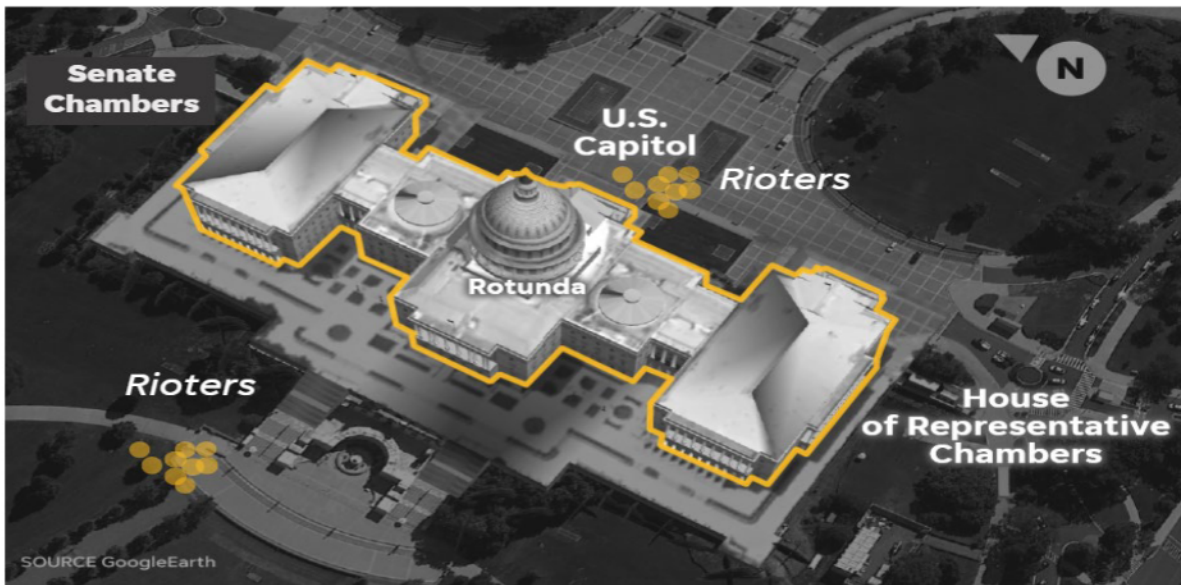 Senate
Chambers
N
U.S.
Capitol
Rioters
Rotunda
Rioters
House
of Representative
Chambers
SOURCE GoogleEarth